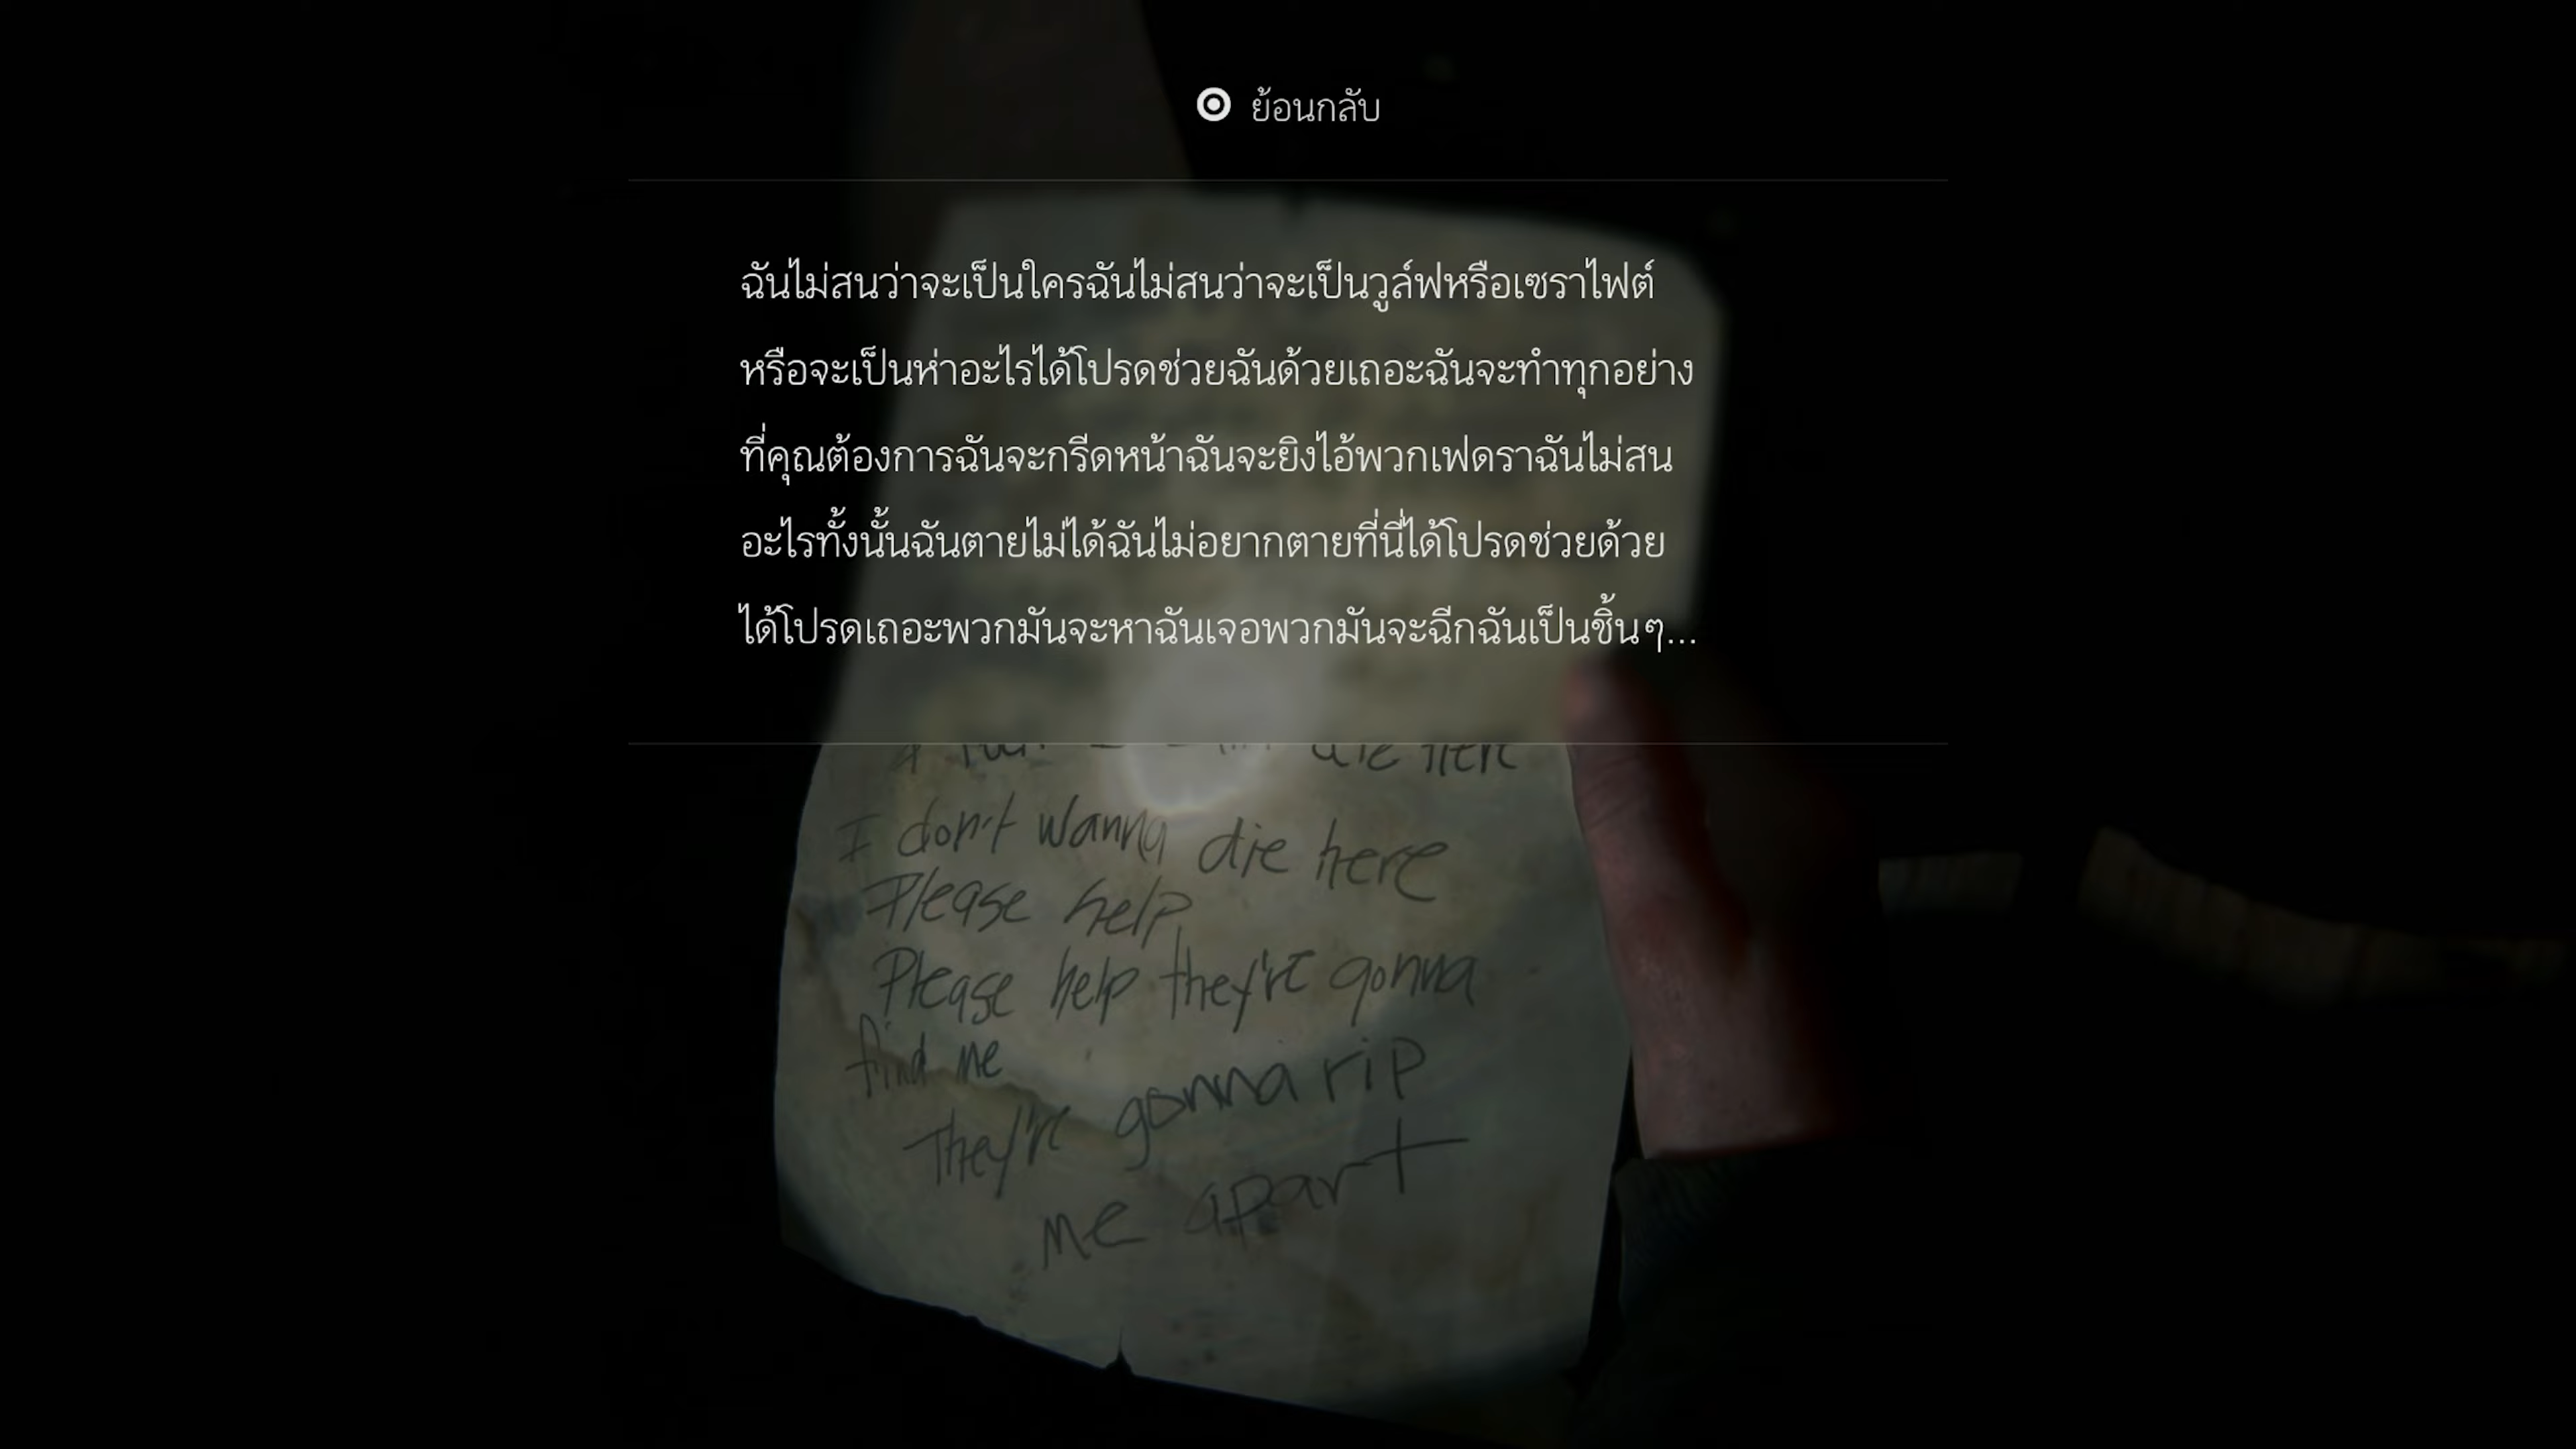 ย้อนกลับ
ฉันไม่สนว่าจะเป็นใครฉันไม่สนว่าจะเป็นวูล์ฟหรือเซราไฟต์
หรือจะเป็นห่าอะไรได้โปรดช่วยฉันด้วยเถอะฉันจะทำทุกอย่าง
ที่คุณต้องการฉันจะกรีดหน้าฉันจะยิงไอ้พวกเฟดราฉันไม่สน
อะไรทั้งนั้นฉันตายไม่ได้ฉันไม่อยากตายที่นี่ได้โปรดช่วยด้วย
ได้โปรดเถอะพวกมันจะหาฉันเจอพวกมันจะฉีกฉันเป็นชิ้นๆ...
die here
I don't wanna die here
Please help
Please help they're gonna
find me
They're gonna rip
me apart